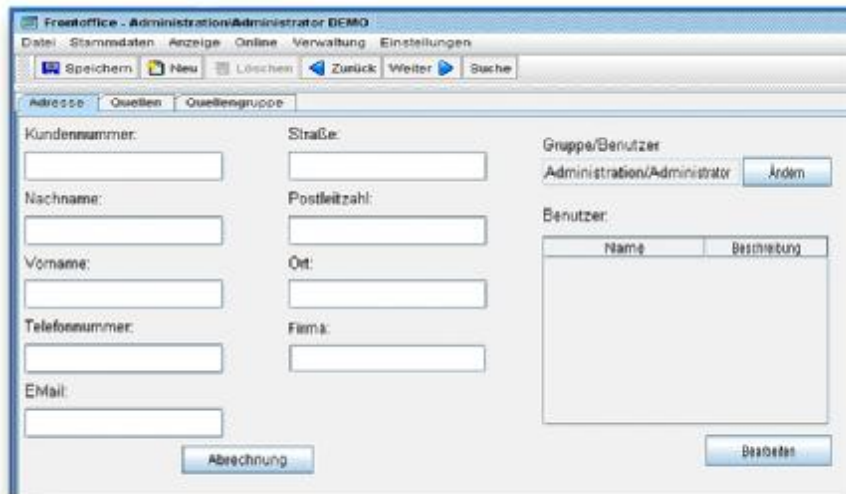 Frontoffice - Administration/Administrator DEMO
Datei Stammdaten Anzeige Online Verwaltung Einstellungen
Speichern Neu Löschen Zurück Weiter Suche
Adresse Quellen Quellengruppe
Kundennummer:
Straße:
Gruppe/Benutzer
Administration/Administrator Ändern
Nachname:
Postleitzahl:
Benutzer:
Name Beschreibung
Vorname:
Ort:
Telefonnummer:
Firma:
EMail:
Abrechnung
Bearbeiten